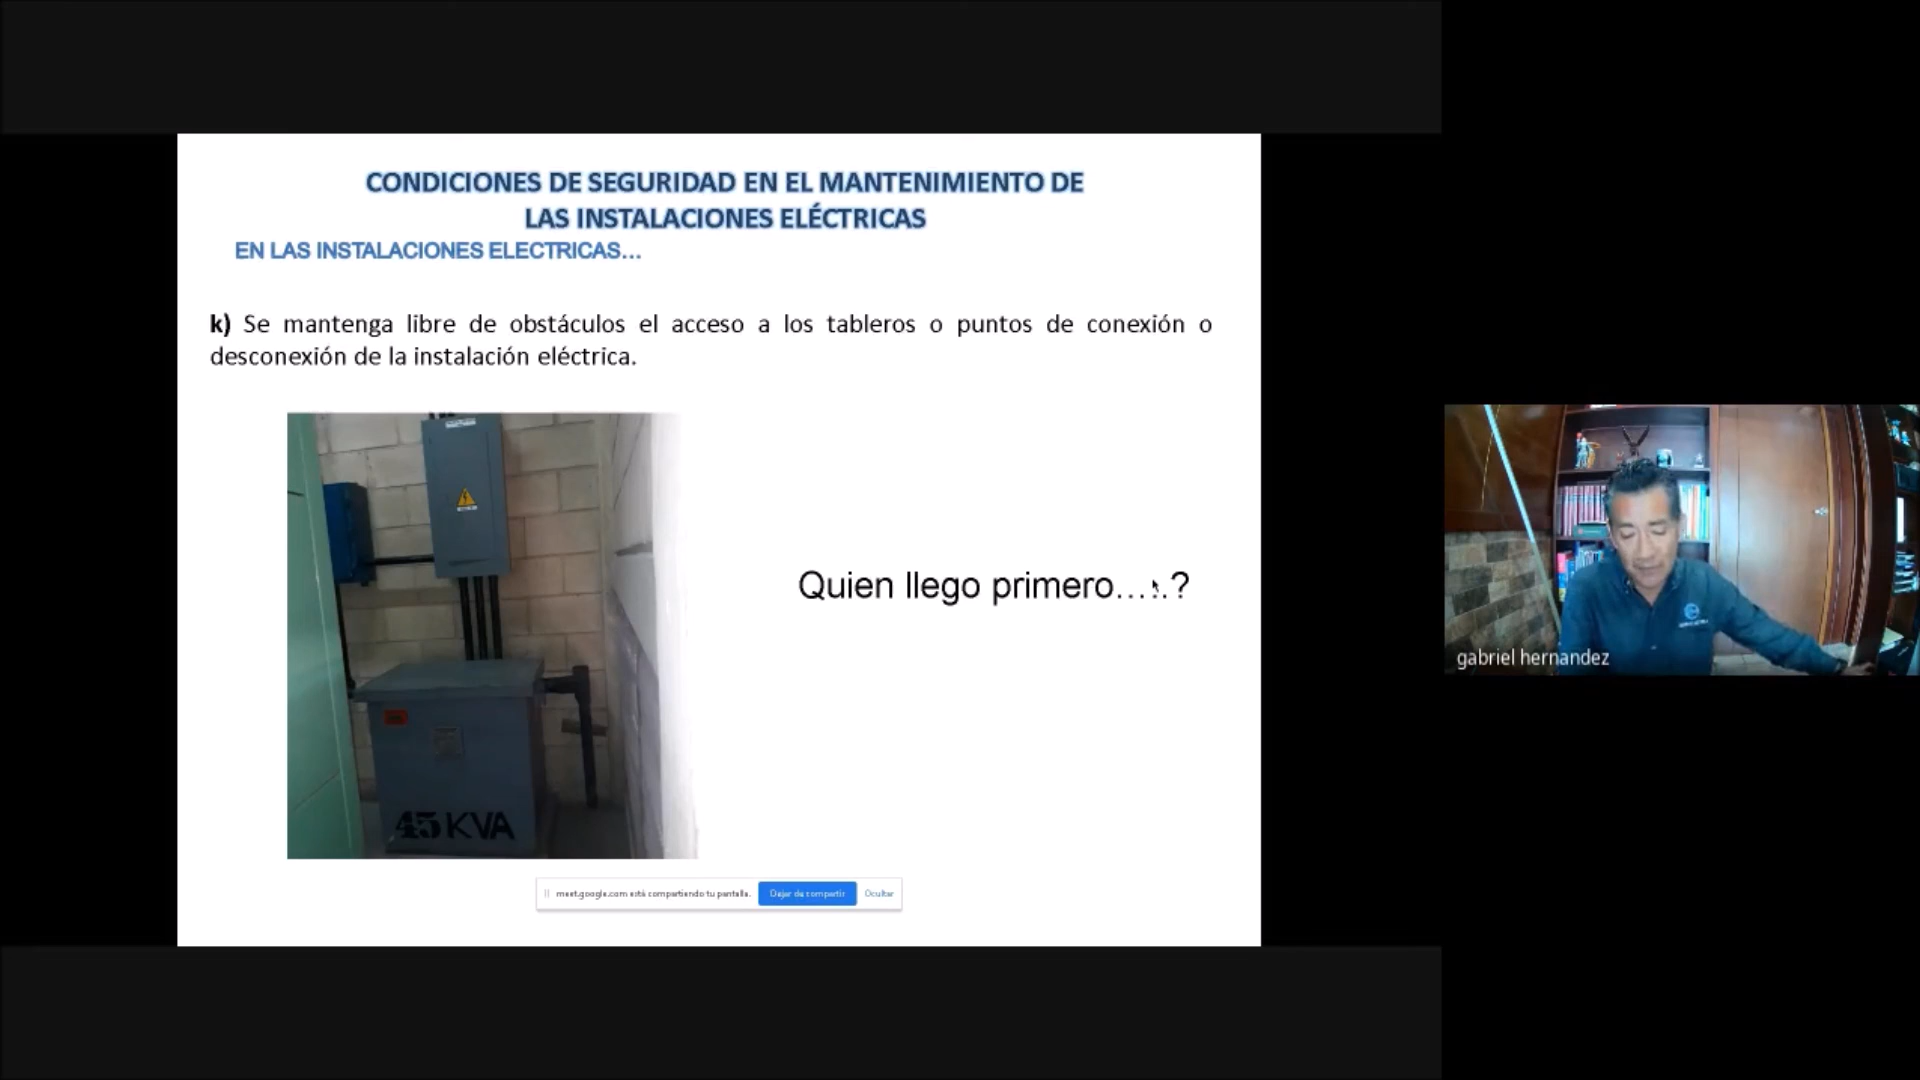 CONDICIONES DE SEGURIDAD EN EL MANTENIMIENTO DE
LAS INSTALACIONES ELÉCTRICAS
EN LAS INSTALACIONES ELECTRICAS...
k) Se mantenga libre de obstáculos el acceso a los tableros o puntos de conexión o
desconexión de la instalación eléctrica.
Quien llego primero.....?
45 KVA
meet.google.com está compartiendo tu pantalla. Dejar de compartir Ocultar
gabriel hernandez